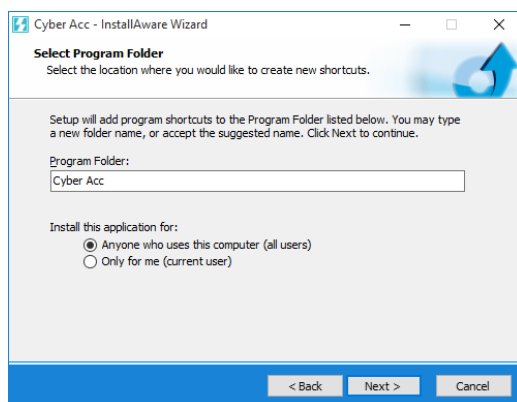 Cyber Acc - InstallAware Wizard
Select Program Folder
Select the location where you would like to create new shortcuts.
Setup will add program shortcuts to the Program Folder listed below. You may type
a new folder name, or accept the suggested name. Click Next to continue.
Program Folder:
Cyber Acc
Install this application for:
Anyone who uses this computer (all users)
Only for me (current user)
< Back Next > Cancel